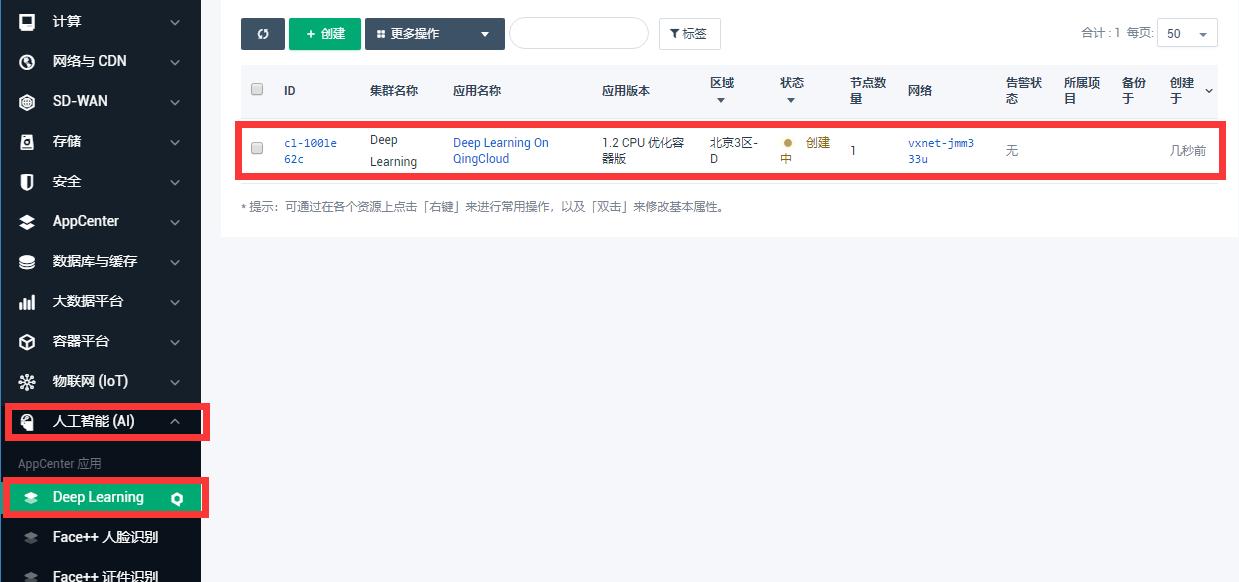 计算
网络与 CDN
SD-WAN
存储
安全
AppCenter
数据库与缓存
大数据平台
容器平台
物联网 (IoT)
人工智能 (AI)
AppCenter 应用
Deep Learning
Face++ 人脸识别
Face++ 证件识别
+ 创建
更多操作
标签
合计 : 1 每页: 50
ID
集群名称
应用名称
应用版本
区域
状态
节点数
量
网络
告警状
态
所属项
目
备份
于
创建
于
cl-1001e
62c
Deep
Learning
Deep Learning On
QingCloud
1.2 CPU 优化容
器版
北京3区-
D
创建
中
1
vxnet-jmm3
33u
无
几秒前
* 提示：可通过在各个资源上点击「右键」来进行常用操作，以及「双击」来修改基本属性。